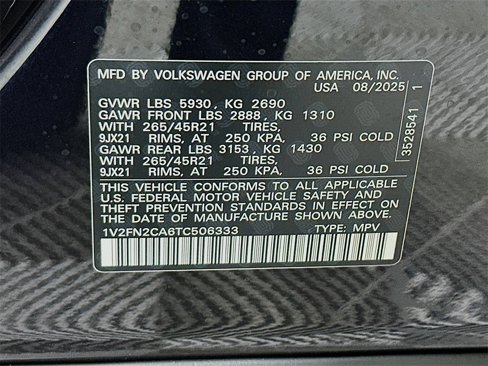 MFD BY VOLKSWAGEN GROUP OF AMERICA, INC.
USA 08/2025
GVWR LBS 5930, KG 2690
GAWR FRONT LBS 2888, KG 1310
WITH 265/45R21 TIRES,
9JX21 RIMS, AT 250 KPA, 36 PSI COLD
GAWR REAR LBS 3153, KG 1430
WITH 265/45R21 TIRES,
9JX21 RIMS, AT 250 KPA, 36 PSI COLD
THIS VEHICLE CONFORMS TO ALL APPLICABLE
U.S. FEDERAL MOTOR VEHICLE SAFETY AND
THEFT PREVENTION STANDARDS IN EFFECT ON
THE DATE OF MANUFACTURE SHOWN ABOVE.
1V2FN2CA6TC506333 TYPE: MPV
3528541 1